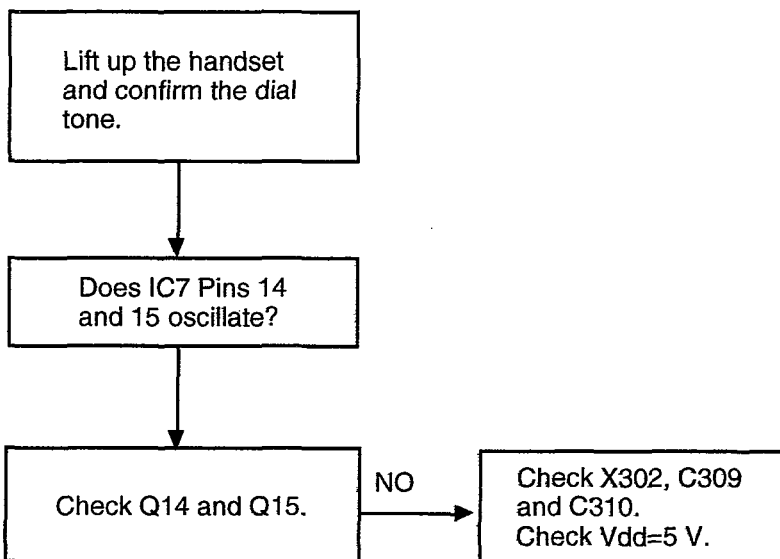 Lift up the handset
and confirm the dial
tone.
Does IC7 Pins 14
and 15 oscillate?
Check Q14 and Q15.
NO
Check X302, C309
and C310.
Check Vdd=5 V.